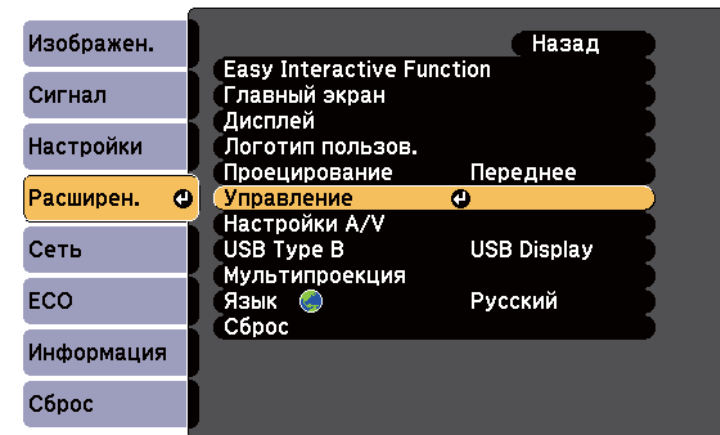 Изображен.
Сигнал
Настройки
Расширен.
Сеть
ECO
Информация
Сброс
Назад
Easy Interactive Function
Главный экран
Дисплей
Логотип пользов.
Проецирование Переднее
Управление
Настройки A/V
USB Type B USB Display
Мультипроекция
Язык Русский
Сброс